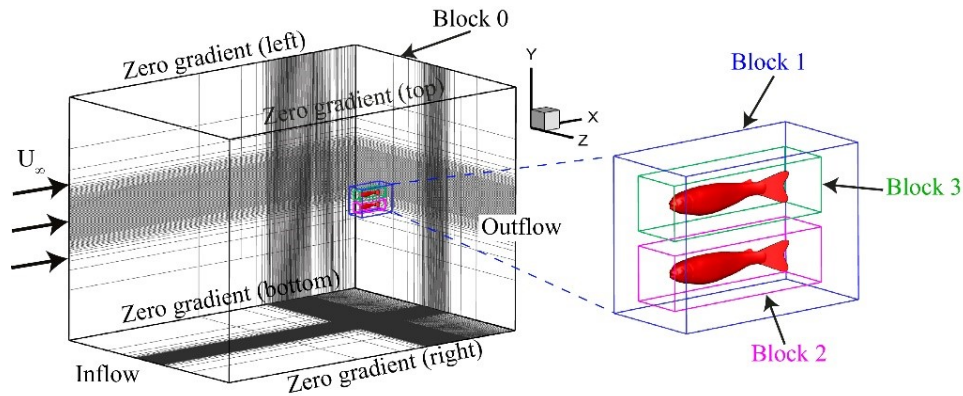 Block 0
Zero gradient (left)
Y
X
Z
Zero gradient (top)
U∞
Block 1
Block 3
Outflow
Zero gradient (bottom)
Block 2
Inflow
Zero gradient (right)